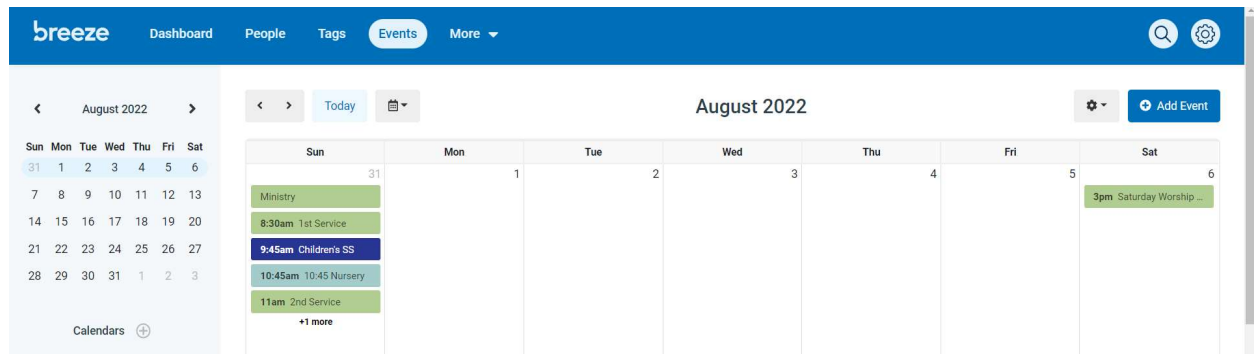 breeze Dashboard People Tags Events More
August 2022
Sun Mon Tue Wed Thu Fri Sat
31 1 2 3 4 5 6
7 8 9 10 11 12 13
14 15 16 17 18 19 20
21 22 23 24 25 26 27
28 29 30 31 1 2 3
Calendars
Today August 2022 Add Event
Sun Mon Tue Wed Thu Fri Sat
31 1 2 3 4 5 6
Ministry
8:30am 1st Service
9:45am Children's SS
10:45am 10:45 Nursery
11am 2nd Service
+1 more
3pm Saturday Worship ...